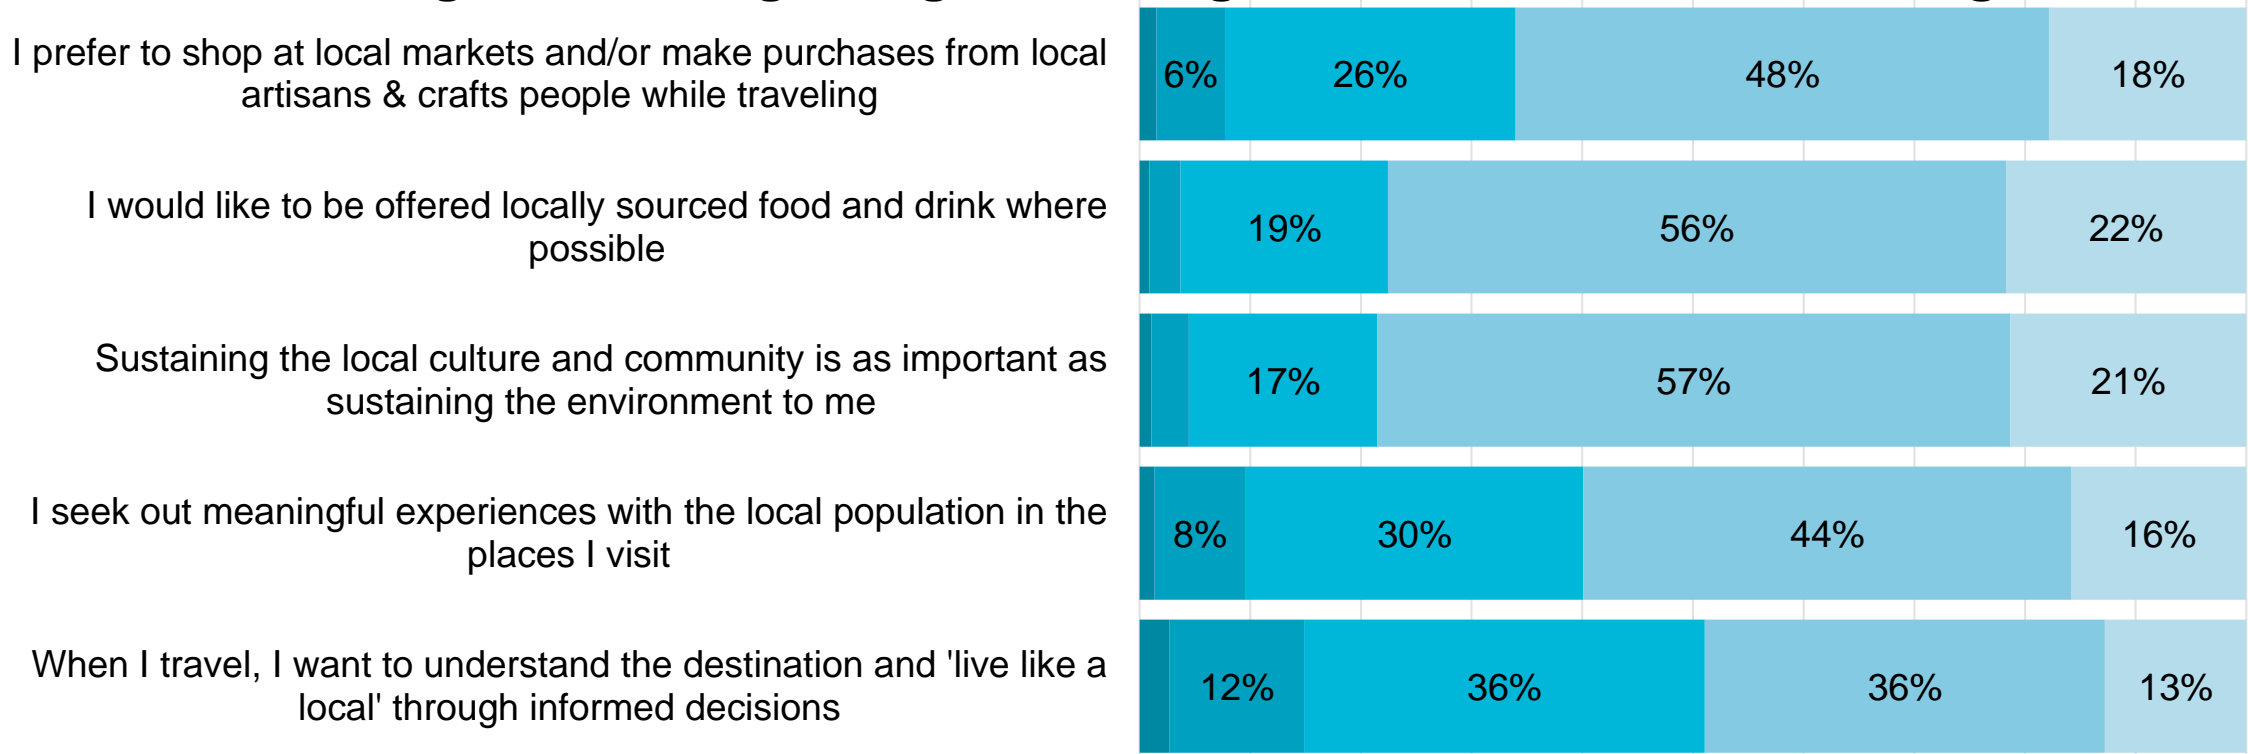 I prefer to shop at local markets and/or make purchases from local
artisans & crafts people while traveling
6% 26% 48% 18%
I would like to be offered locally sourced food and drink where
possible
19% 56% 22%
Sustaining the local culture and community is as important as
sustaining the environment to me
17% 57% 21%
I seek out meaningful experiences with the local population in the
places I visit
8% 30% 44% 16%
When I travel, I want to understand the destination and 'live like a
local' through informed decisions
12% 36% 36% 13%